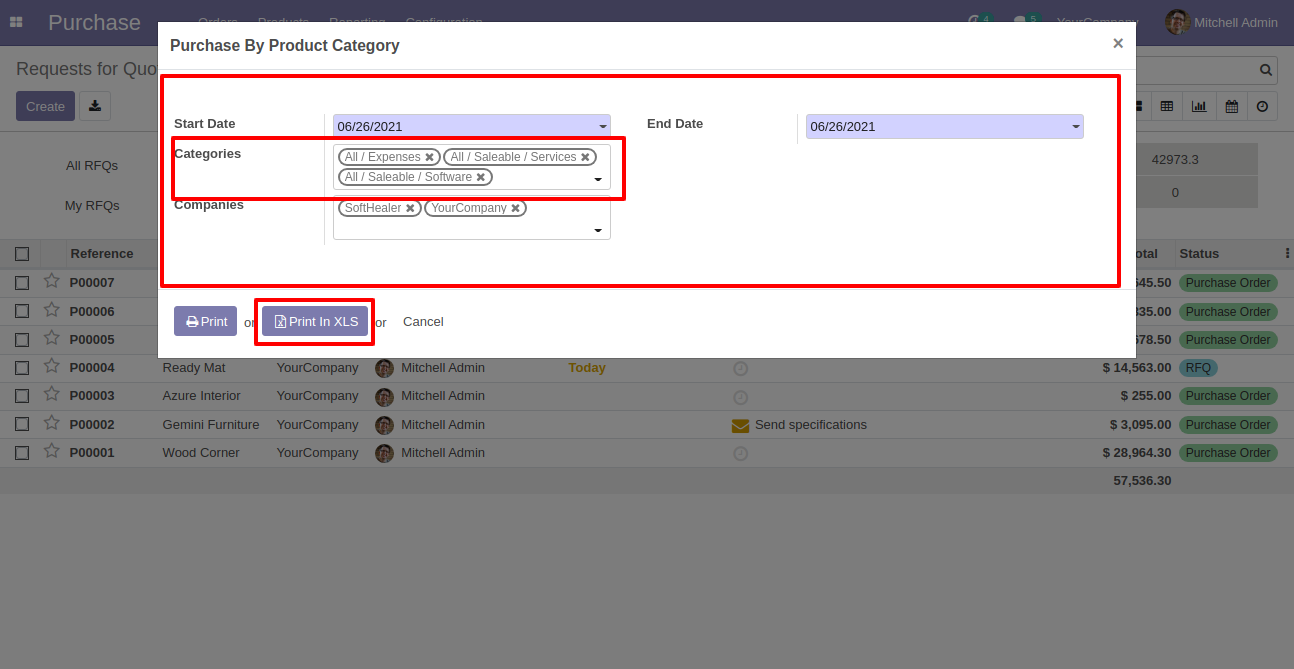 Purchase Orders Products Reporting Configuration 4 5 YourCompany Mitchell Admin
Purchase By Product Category ×
Requests for Quo
Create
Start Date 06/26/2021 End Date 06/26/2021
Categories All / Expenses All / Saleable / Services
All / Saleable / Software
Companies SoftHealer YourCompany
All RFQs 42973.3
My RFQs 0
Print or Print In XLS or Cancel
Reference otal Status
P00007 645.50 Purchase Order
P00006 335.00 Purchase Order
P00005 678.50 Purchase Order
P00004 Ready Mat YourCompany Mitchell Admin Today $ 14,563.00 RFQ
P00003 Azure Interior YourCompany Mitchell Admin $ 255.00 Purchase Order
P00002 Gemini Furniture YourCompany Mitchell Admin Send specifications $ 3,095.00 Purchase Order
P00001 Wood Corner YourCompany Mitchell Admin $ 28,964.30 Purchase Order
57,536.30